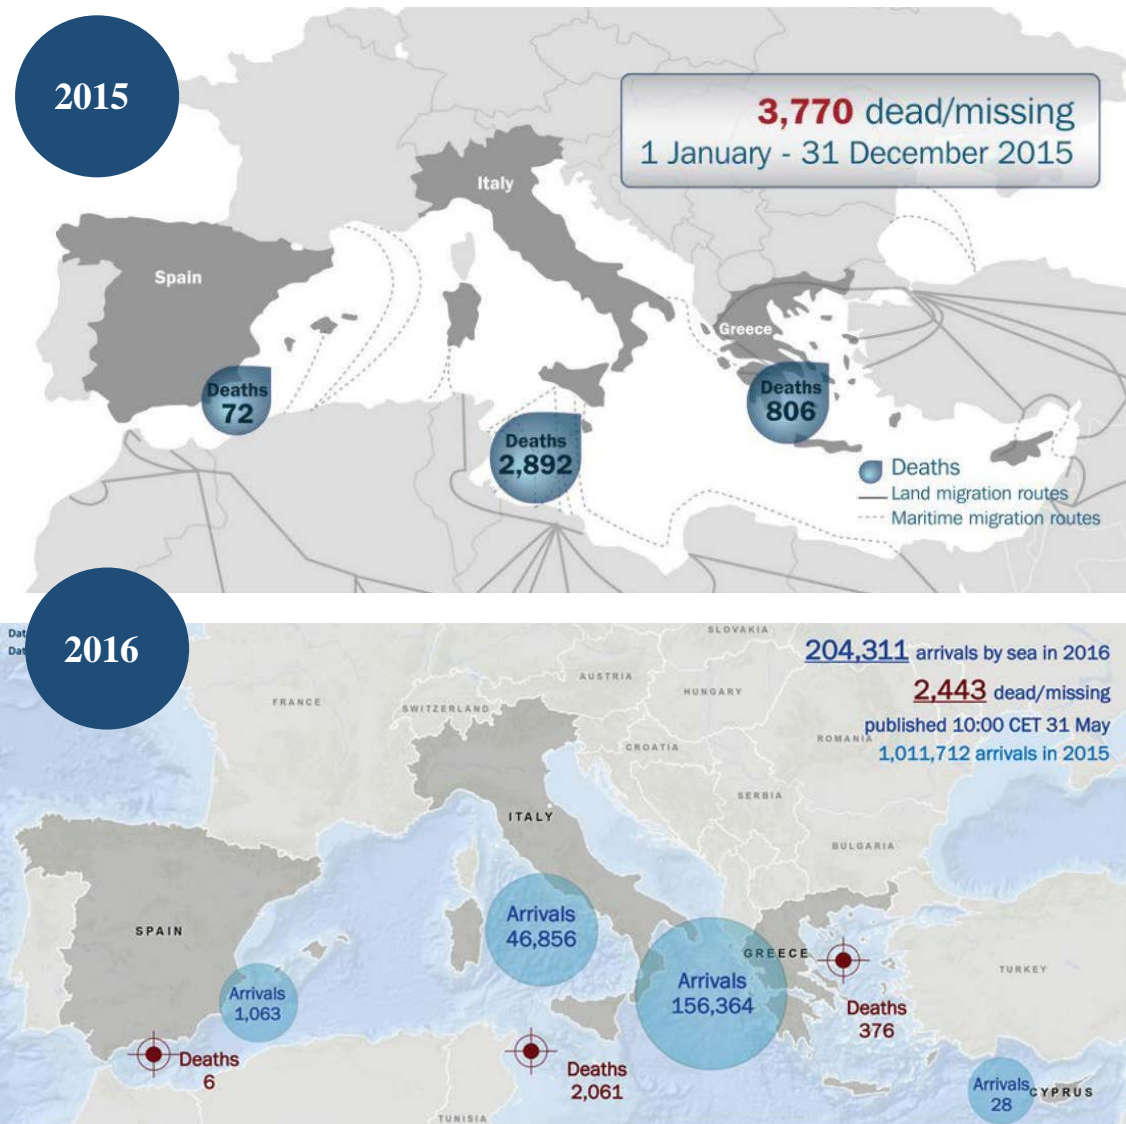 2015
3,770 dead/missing
1 January - 31 December 2015
Italy
Spain
Greece
Deaths
72
Deaths
2,892
Deaths
806
Deaths
Land migration routes
Maritime migration routes
2016
Dat
Dat
SLOVAKIA
204,311 arrivals by sea in 2016
AUSTRIA
HUNGARY
2,443 dead/missing
FRANCE
SWITZERLAND
published 10:00 CET 31 May
ROMANIA
CROATIA
1,011,712 arrivals in 2015
SERBIA
ITALY
BULGARIA
Arrivals
46,856
SPAIN
GREECE
TURKEY
Arrivals
156,364
Arrivals
1,063
Deaths
376
Deaths
6
Deaths
2,061
Arrivals
28
CYPRUS
TUNISIA